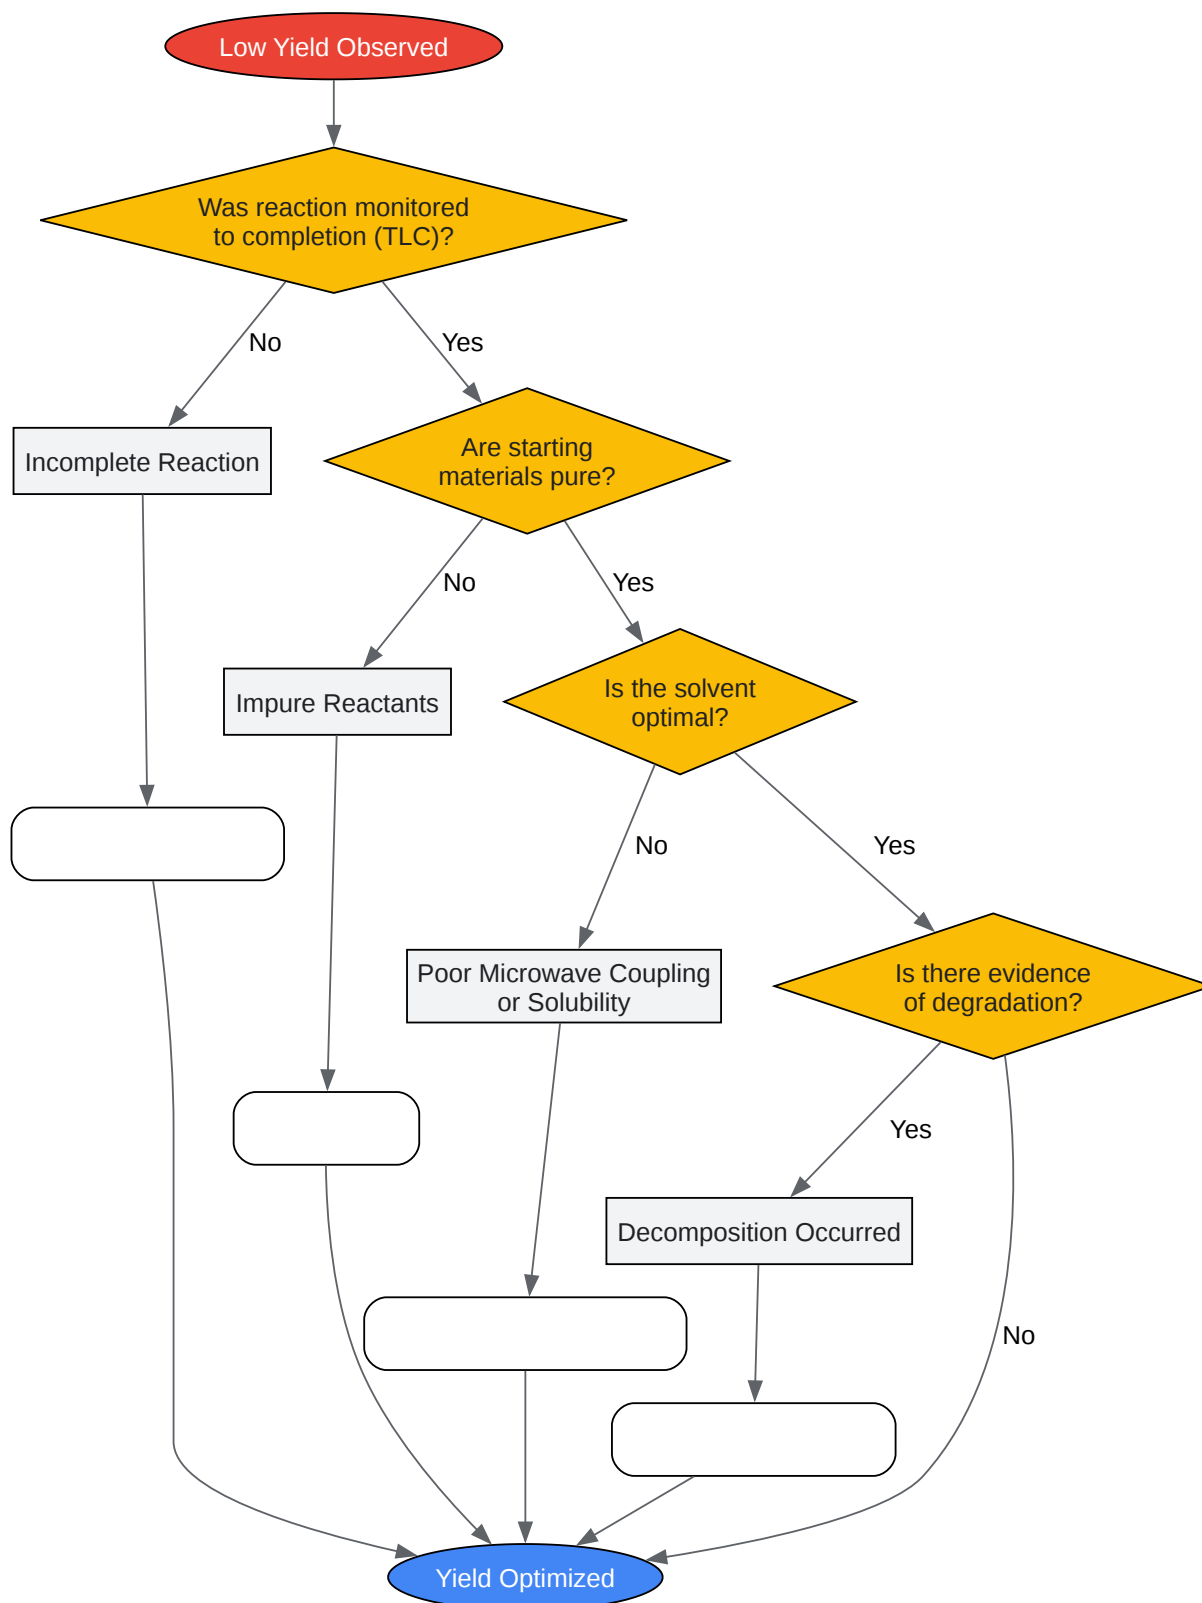 Low Yield Observed
Was reaction monitored
to completion (TLC)?
No
Yes
Incomplete Reaction
Are starting
materials pure?
No
Yes
Impure Reactants
Is the solvent
optimal?
No
Yes
Poor Microwave Coupling
or Solubility
Is there evidence
of degradation?
Yes
Decomposition Occurred
No
Yield Optimized